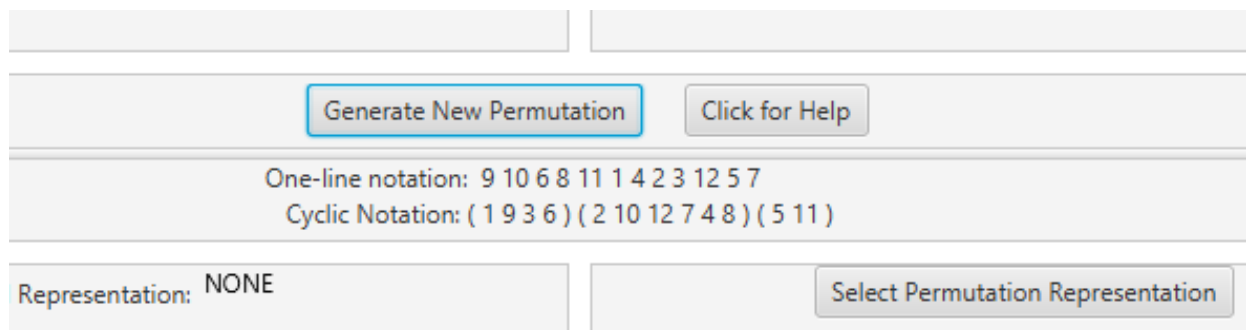 Generate New Permutation Click for Help
One-line notation: 9 10 6 8 11 1 4 2 3 12 5 7
Cyclic Notation: ( 1 9 3 6 ) ( 2 10 12 7 4 8 ) ( 5 11 )
Representation: NONE Select Permutation Representation